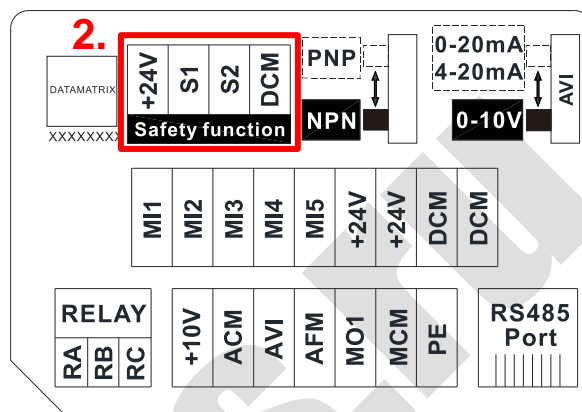 2.
+24V S1 S2 DCM
Safety function
DATAMATRIX
XXXXXXXX
PNP
NPN
0-20mA
4-20mA
0-10V
AVI
MI1 MI2 MI3 MI4 MI5 +24V +24V DCM DCM
RELAY
RA RB RC
+10V ACM AVI AFM MO1 MCM PE
RS485
Port
s.ru